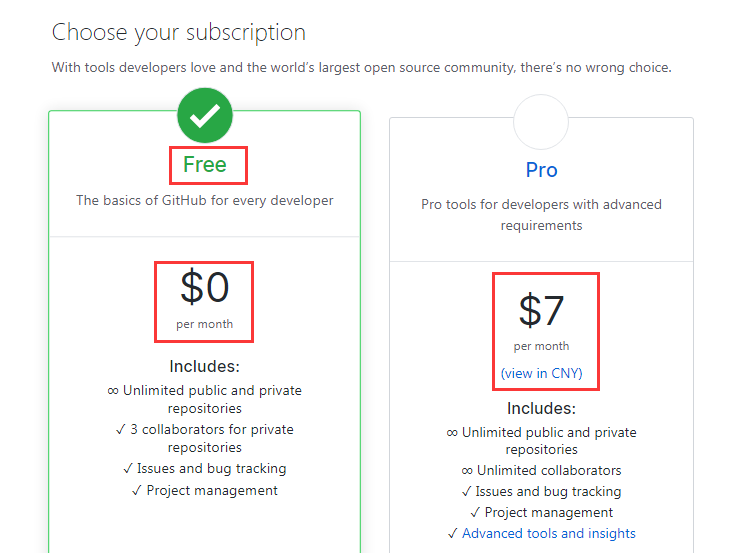 Choose your subscription
With tools developers love and the world's largest open source community, there's no wrong choice.
Free
The basics of GitHub for every developer
$0
per month
Includes:
∞ Unlimited public and private
repositories
✓ 3 collaborators for private
repositories
✓ Issues and bug tracking
✓ Project management
Pro
Pro tools for developers with advanced
requirements
$7
per month
(view in CNY)
Includes:
∞ Unlimited public and private
repositories
∞ Unlimited collaborators
✓ Issues and bug tracking
✓ Project management
✓ Advanced tools and insights